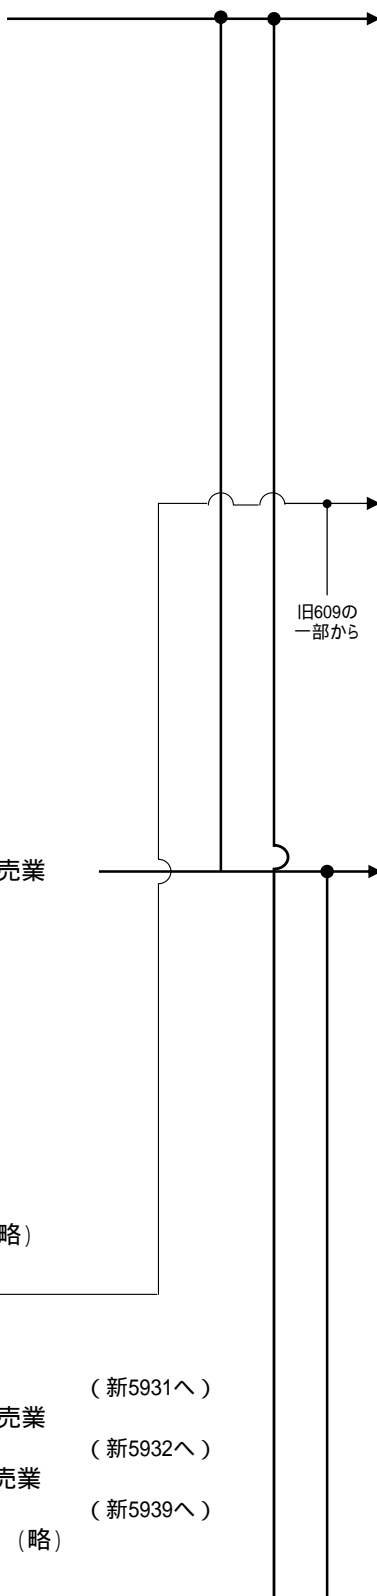 旧609の
一部から
売業
略)
(新5931へ)
売業
(新5932へ)
売業
(新5939へ)
(略)